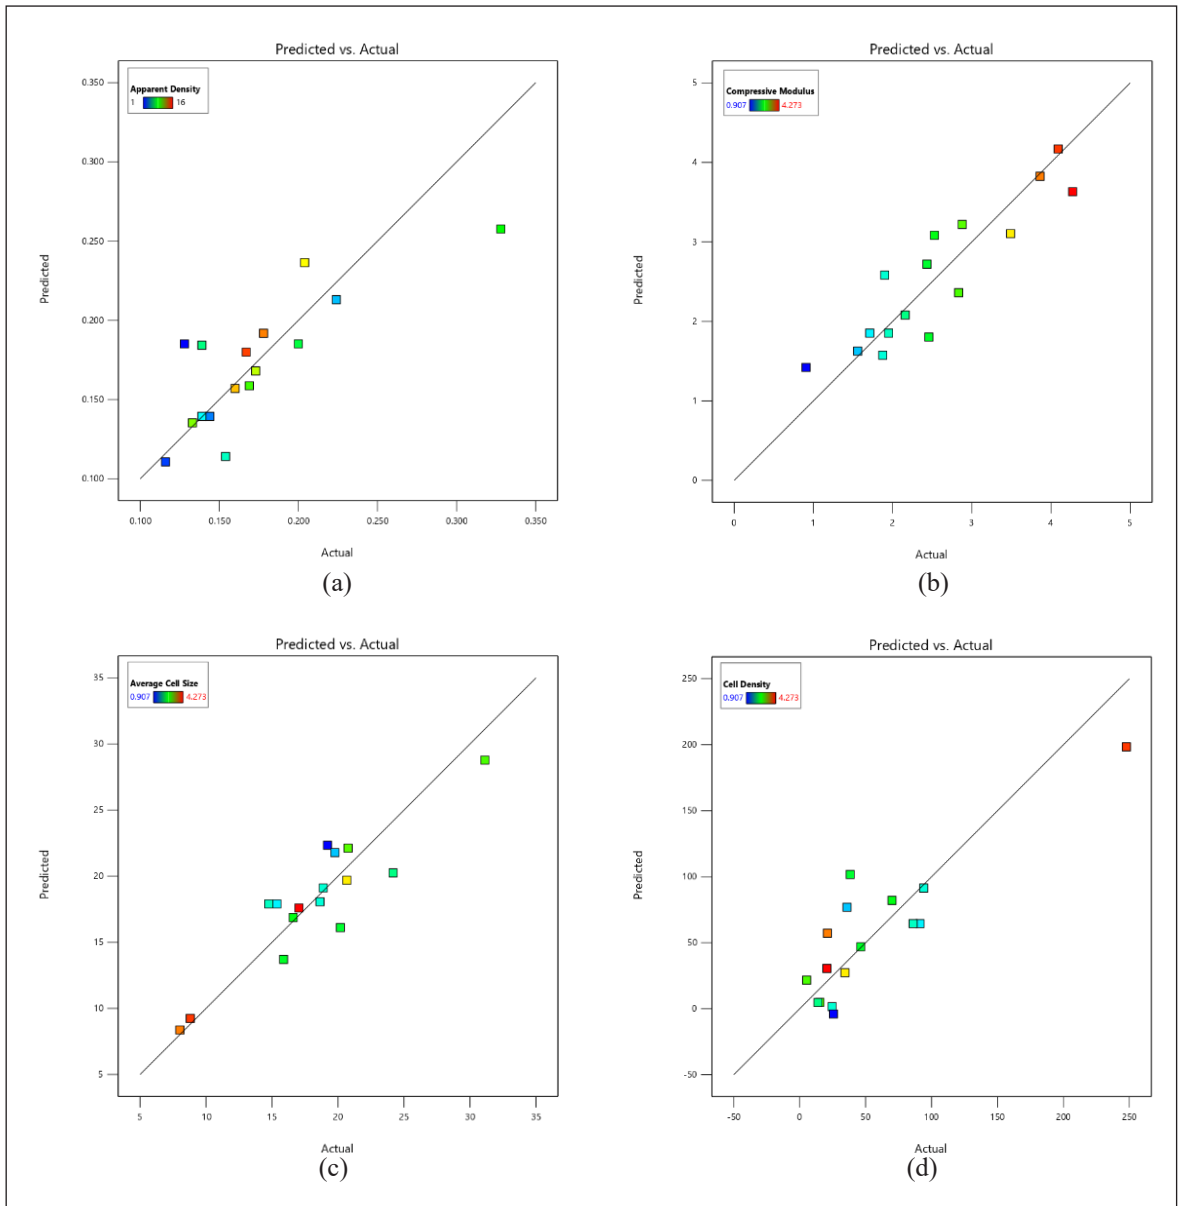 Predicted vs. Actual
Apparent Density
1 16
0.350
0.300
0.250
0.200
0.150
0.100
Predicted
0.100 0.150 0.200 0.250 0.300 0.350
Actual
(a)
Predicted vs. Actual
Compressive Modulus
0.907 4.273
5
4
3
2
1
0
Predicted
0 1 2 3 4 5
Actual
(b)
Predicted vs. Actual
Average Cell Size
0.907 4.273
35
30
25
20
15
10
5
Predicted
5 10 15 20 25 30 35
Actual
(c)
Predicted vs. Actual
Cell Density
0.907 4.273
250
200
150
100
50
0
-50
Predicted
-50 0 50 100 150 200 250
Actual
(d)